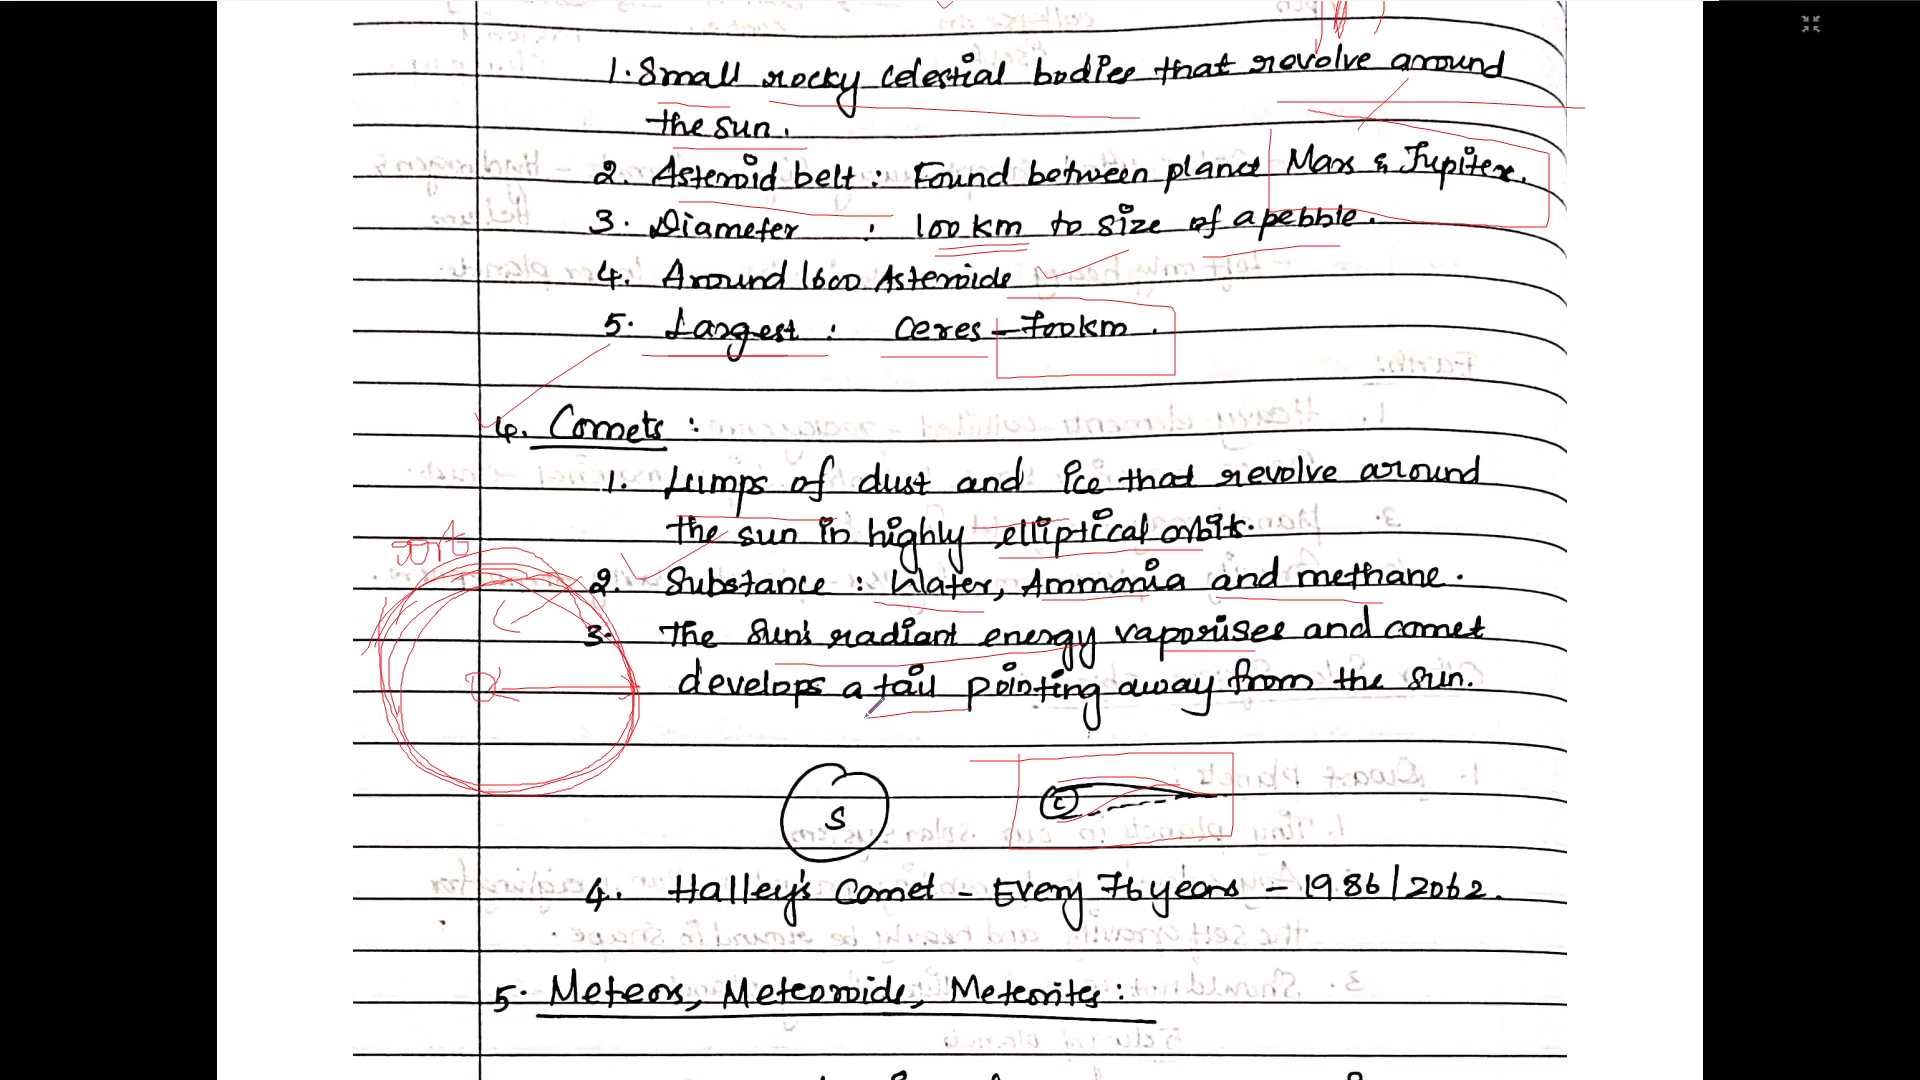 1. Small rocky celestial bodies that revolve around
the sun.
2. Asteroid belt : Found between planet Mars & Jupiter.
3. Diameter : 100 km to size of a pebble.
4. Around 1600 Asteroids
5. Largest : Ceres - 700km.
4. Comets :
1. Lumps of dust and Ice that revolve around
the sun in highly elliptical orbits.
2. Substance : Water, Ammonia and methane.
3. The Sun's radiant energy vaporises and comet
develops a tail pointing away from the sun.
S
C
4. Halley's Comet - Every 76 years - 1986/2062.
5. Meteors, Meteoroids, Meteorites :